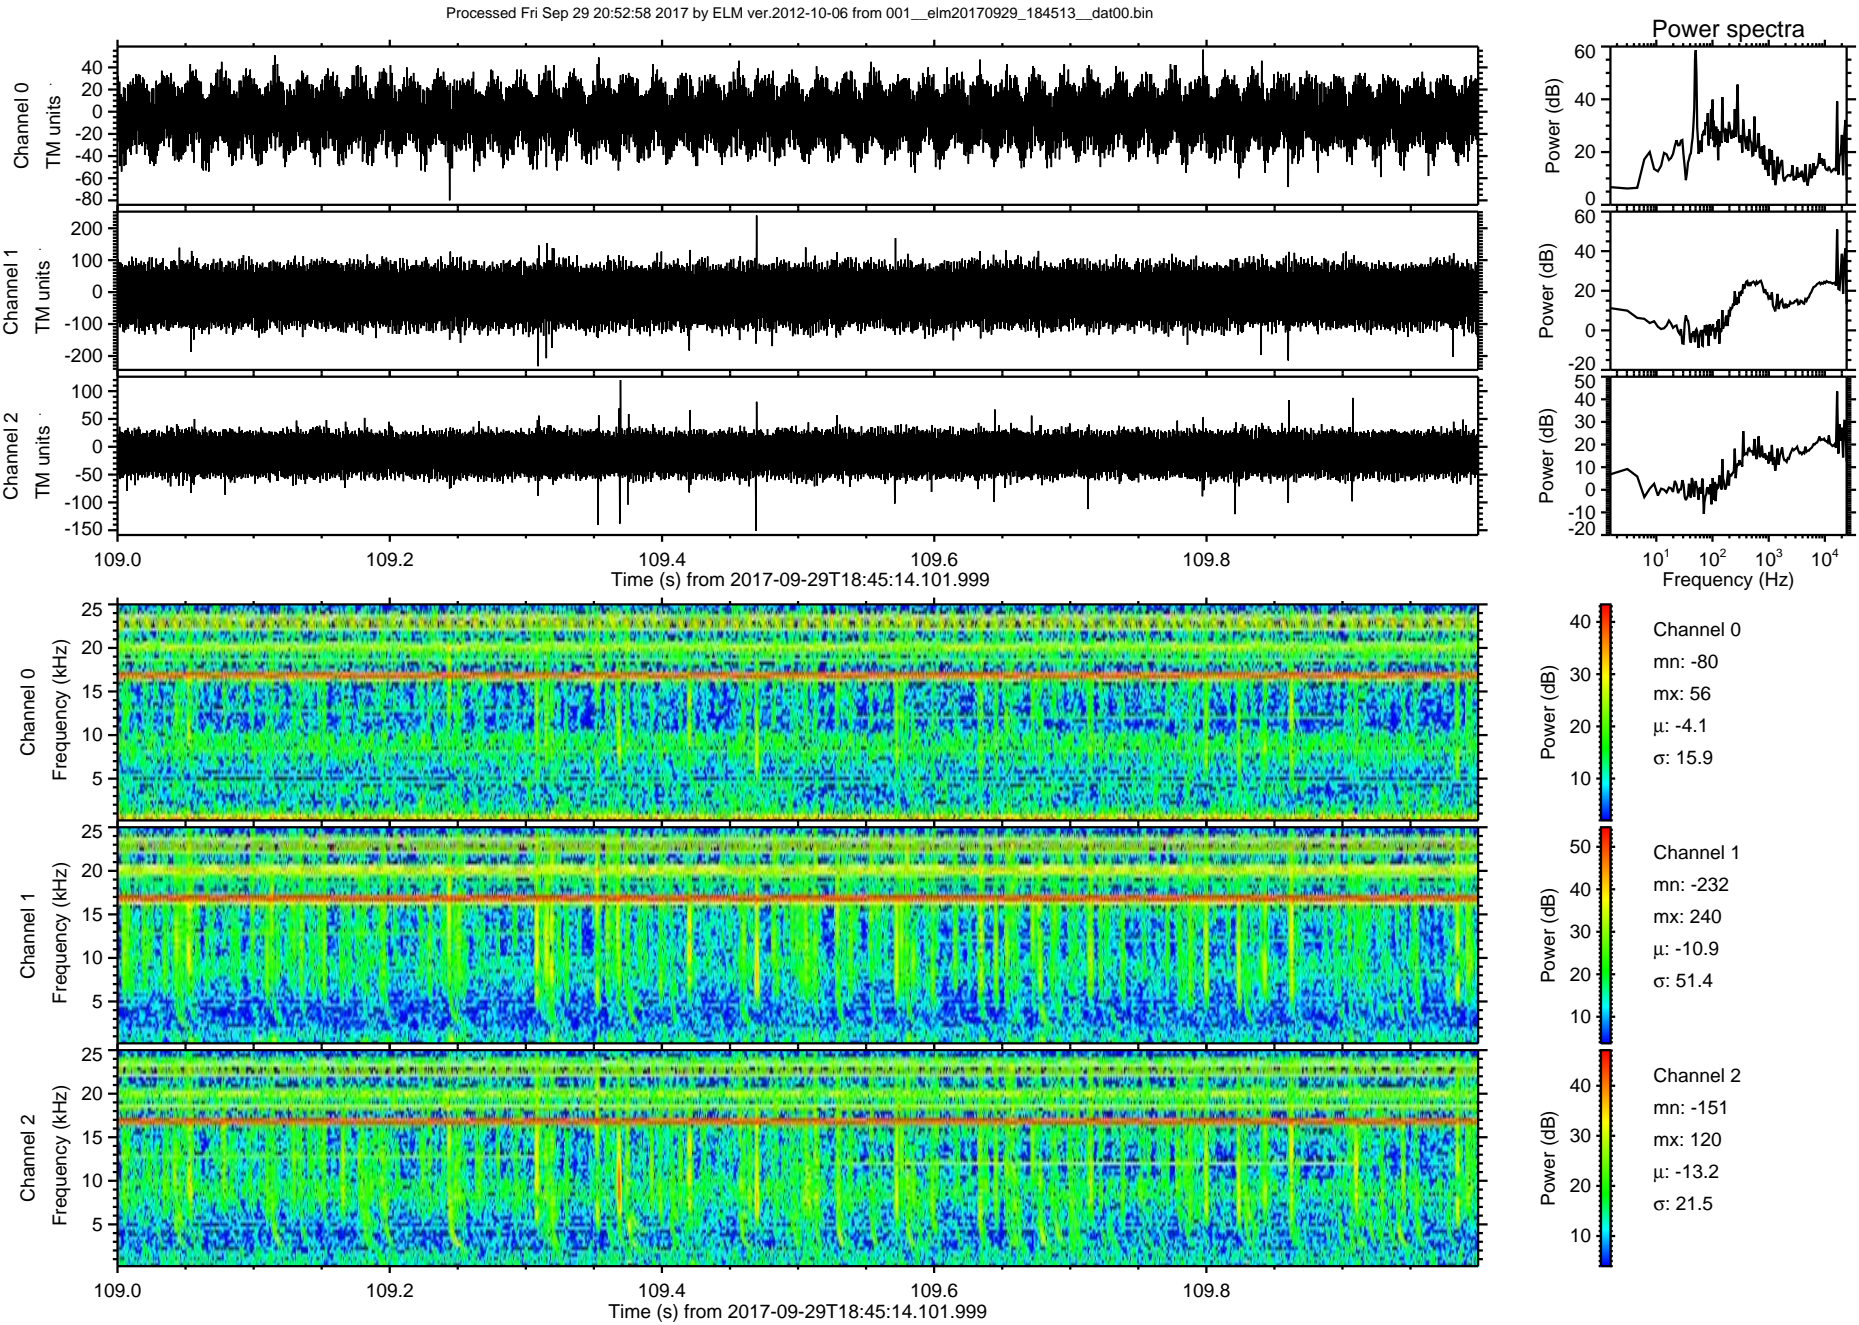 Processed Fri Sep 29 20:52:58 2017 by ELM ver.2012-10-06 from 001__elm20170929_184513__dat00.bin
Power spectra
Channel 0
TM units
40
20
0
-20
-40
-60
-80
Power (dB)
60
40
20
0
Channel 1
TM units
200
100
0
-100
-200
Power (dB)
60
40
20
0
-20
Channel 2
TM units
100
50
0
-50
-100
-150
Power (dB)
50
40
30
20
10
0
-10
-20
109.0 109.2 109.4 109.6 109.8
Time (s) from 2017-09-29T18:45:14.101.999
10^1 10^2 10^3 10^4
Frequency (Hz)
Channel 0
Frequency (kHz)
25
20
15
10
5
Power (dB)
40
30
20
10
Channel 0
mn: -80
mx: 56
μ: -4.1
σ: 15.9
Channel 1
Frequency (kHz)
25
20
15
10
5
Power (dB)
50
40
30
20
10
Channel 1
mn: -232
mx: 240
μ: -10.9
σ: 51.4
Channel 2
Frequency (kHz)
25
20
15
10
5
Power (dB)
40
30
20
10
Channel 2
mn: -151
mx: 120
μ: -13.2
σ: 21.5
109.0 109.2 109.4 109.6 109.8
Time (s) from 2017-09-29T18:45:14.101.999